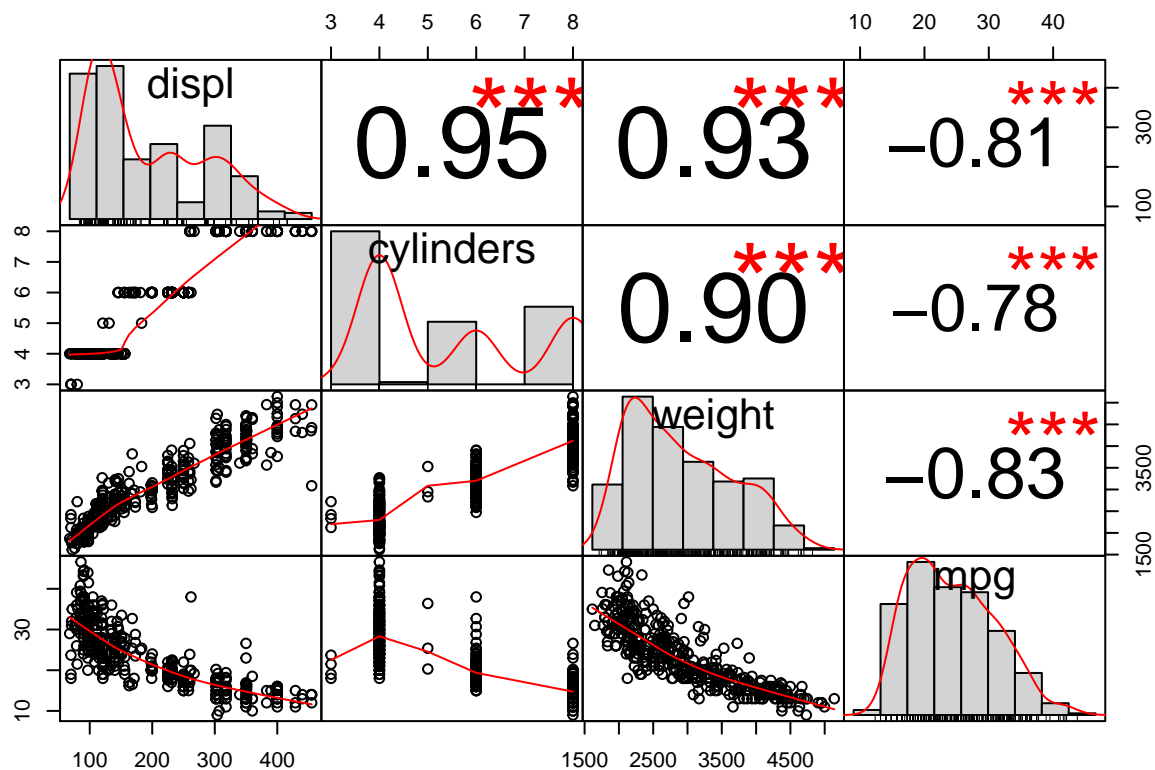 3 4 5 6 7 8 10 20 30 40
displ *** *** ***
0.95 0.93 −0.81
100 300
cylinders *** ***
0.90 −0.78
3 4 5 6 8
weight ***
−0.83
1500 3500
mpg
10 30
100 200 300 400 1500 2500 3500 4500